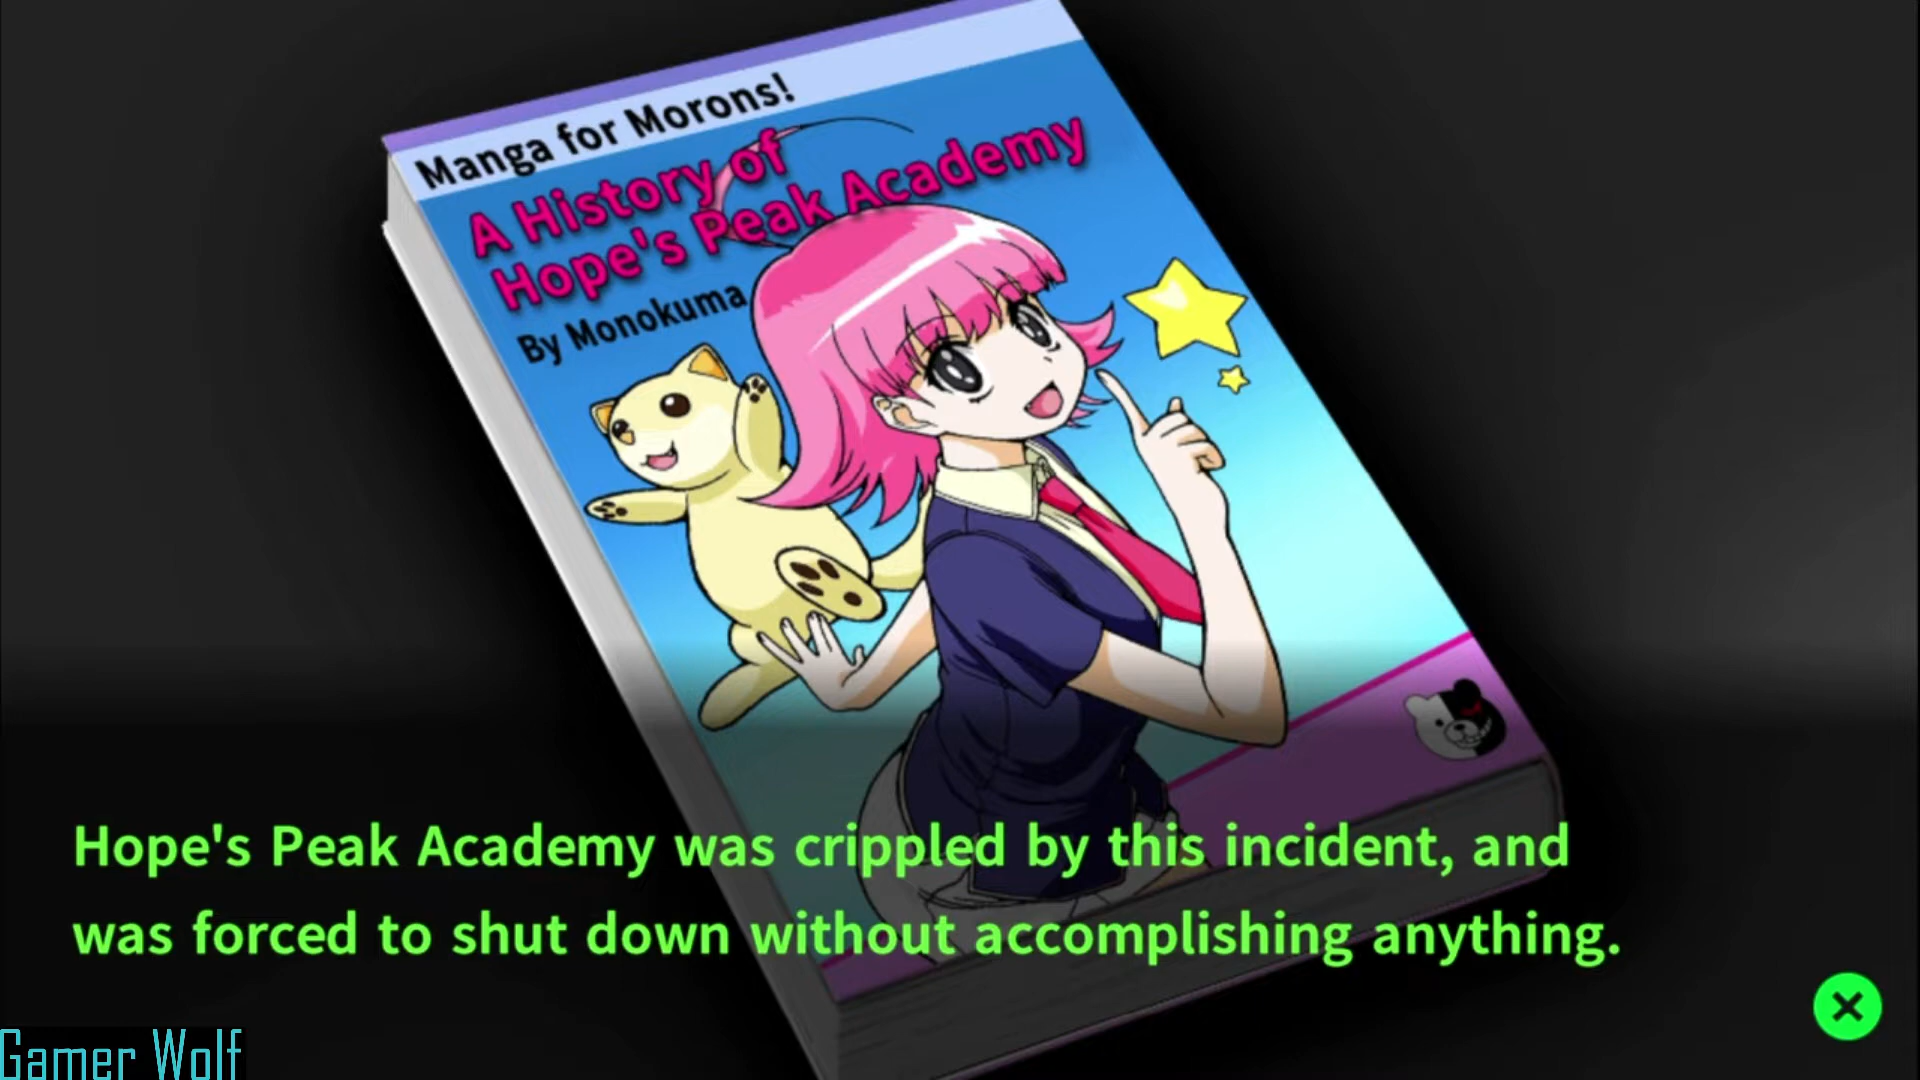 Manga for Morons!
A History of
Hope's Peak Academy
By Monokuma
Hope's Peak Academy was crippled by this incident, and
was forced to shut down without accomplishing anything.
Gamer Wolf